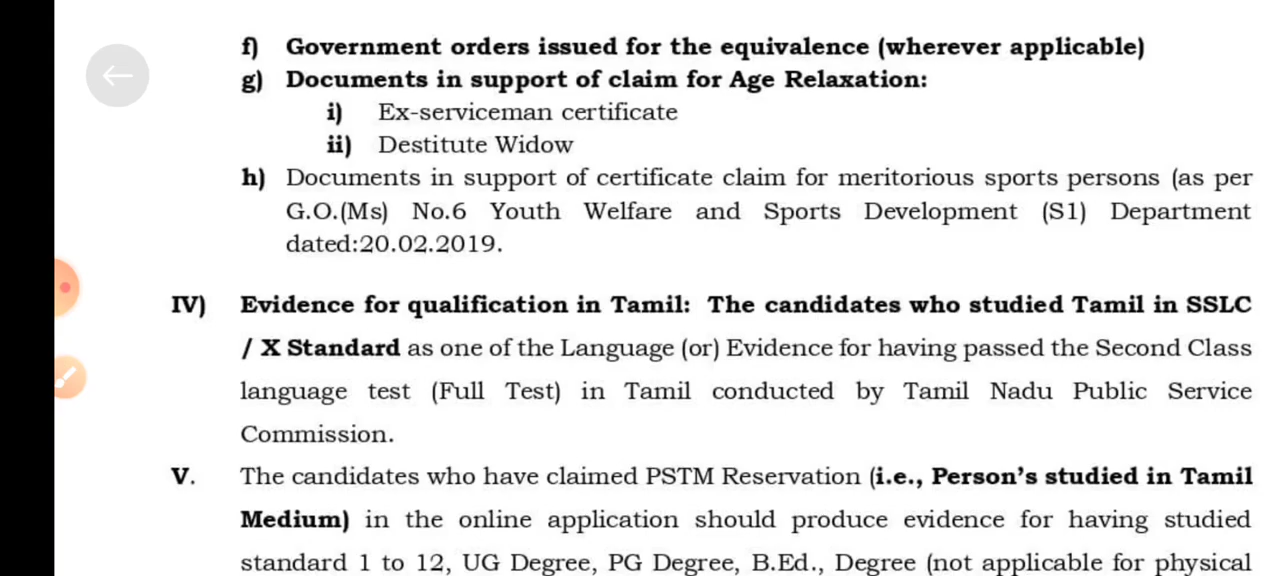 f) Government orders issued for the equivalence (wherever applicable)
g) Documents in support of claim for Age Relaxation:
i) Ex-serviceman certificate
ii) Destitute Widow
h) Documents in support of certificate claim for meritorious sports persons (as per
G.O.(Ms) No.6 Youth Welfare and Sports Development (S1) Department
dated:20.02.2019.
IV) Evidence for qualification in Tamil: The candidates who studied Tamil in SSLC
/ X Standard as one of the Language (or) Evidence for having passed the Second Class
language test (Full Test) in Tamil conducted by Tamil Nadu Public Service
Commission.
V. The candidates who have claimed PSTM Reservation (i.e., Person's studied in Tamil
Medium) in the online application should produce evidence for having studied
standard 1 to 12, UG Degree, PG Degree, B.Ed., Degree (not applicable for physical